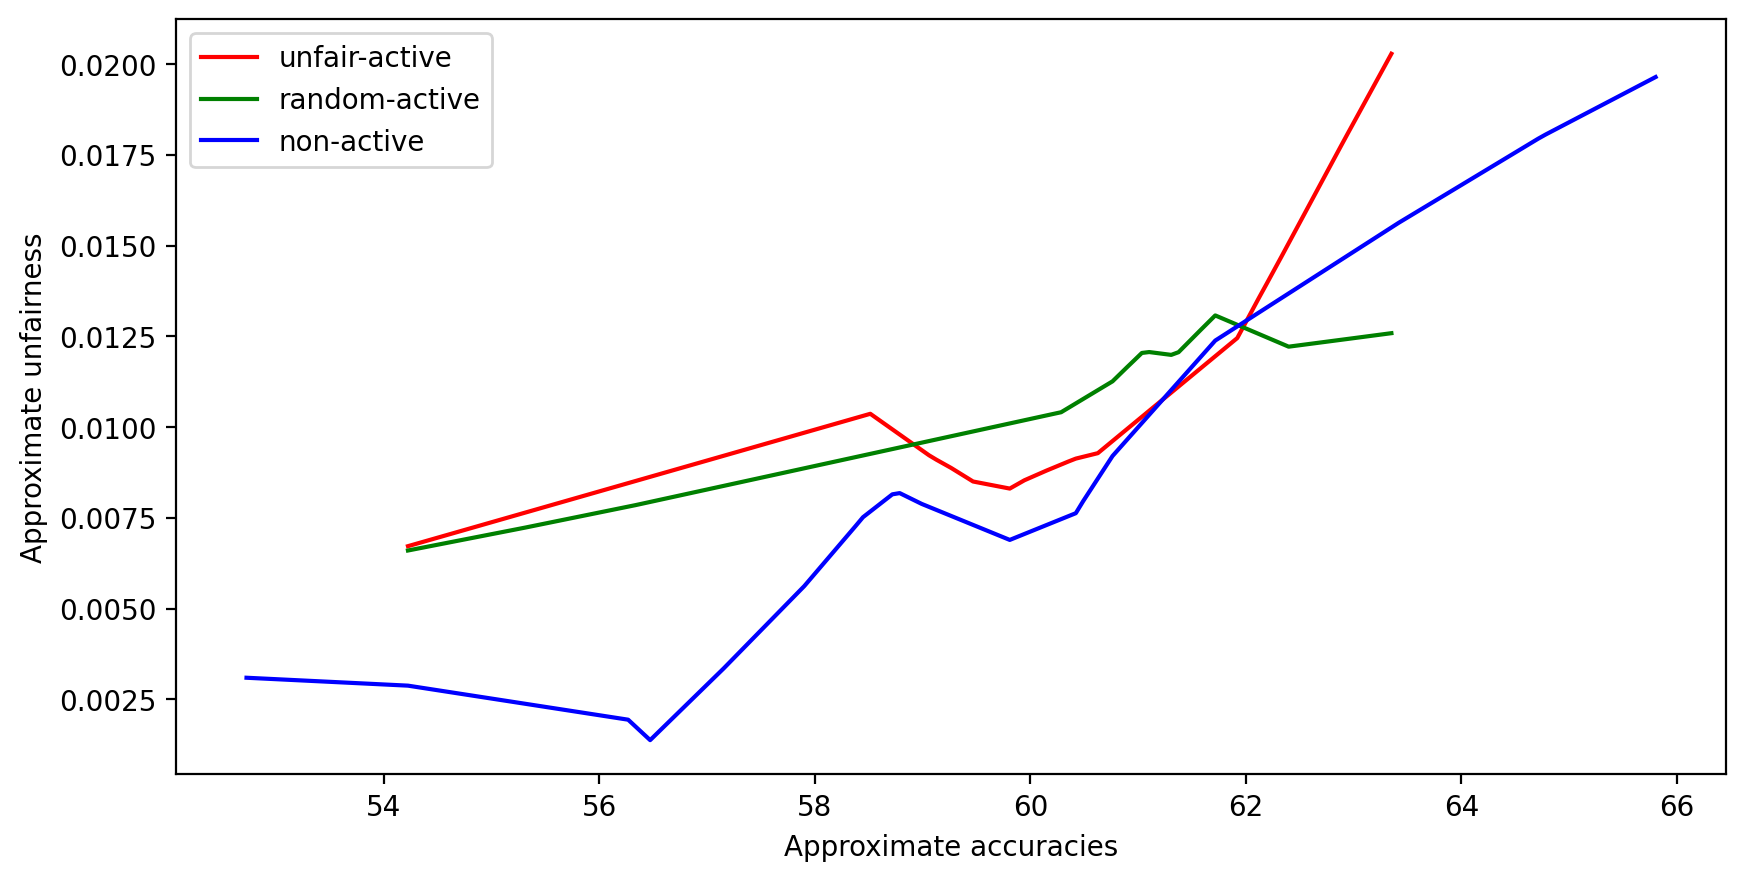 unfair-active
random-active
non-active
0.0200
0.0175
0.0150
0.0125
0.0100
0.0075
0.0050
0.0025
Approximate unfairness
54 56 58 60 62 64 66
Approximate accuracies